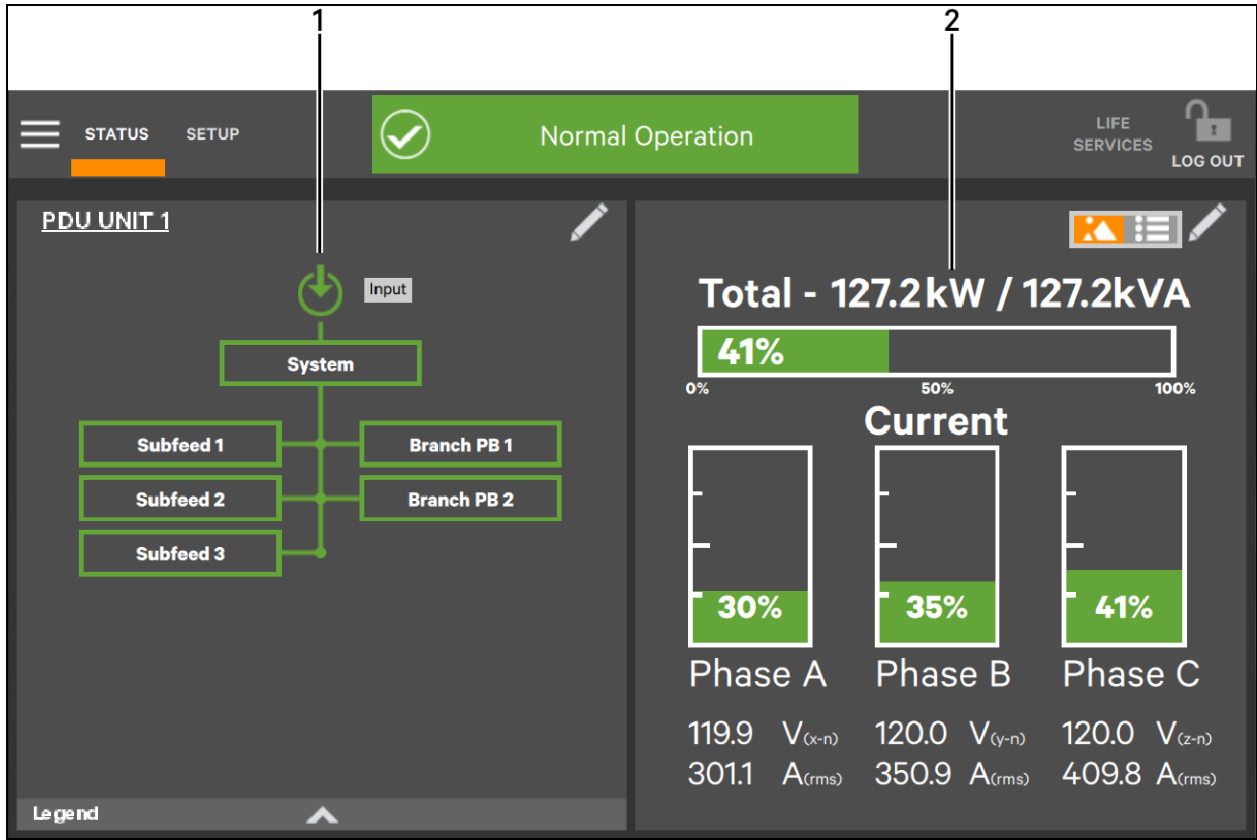 1 2
STATUS SETUP Normal Operation LIFE SERVICES LOG OUT
PDU UNIT 1
Input
System
Subfeed 1 Branch PB 1
Subfeed 2 Branch PB 2
Subfeed 3
Legend
Total - 127.2kW / 127.2kVA
41%
0% 50% 100%
Current
30% 35% 41%
Phase A Phase B Phase C
119.9 V(x-n) 120.0 V(y-n) 120.0 V(z-n)
301.1 A(rms) 350.9 A(rms) 409.8 A(rms)